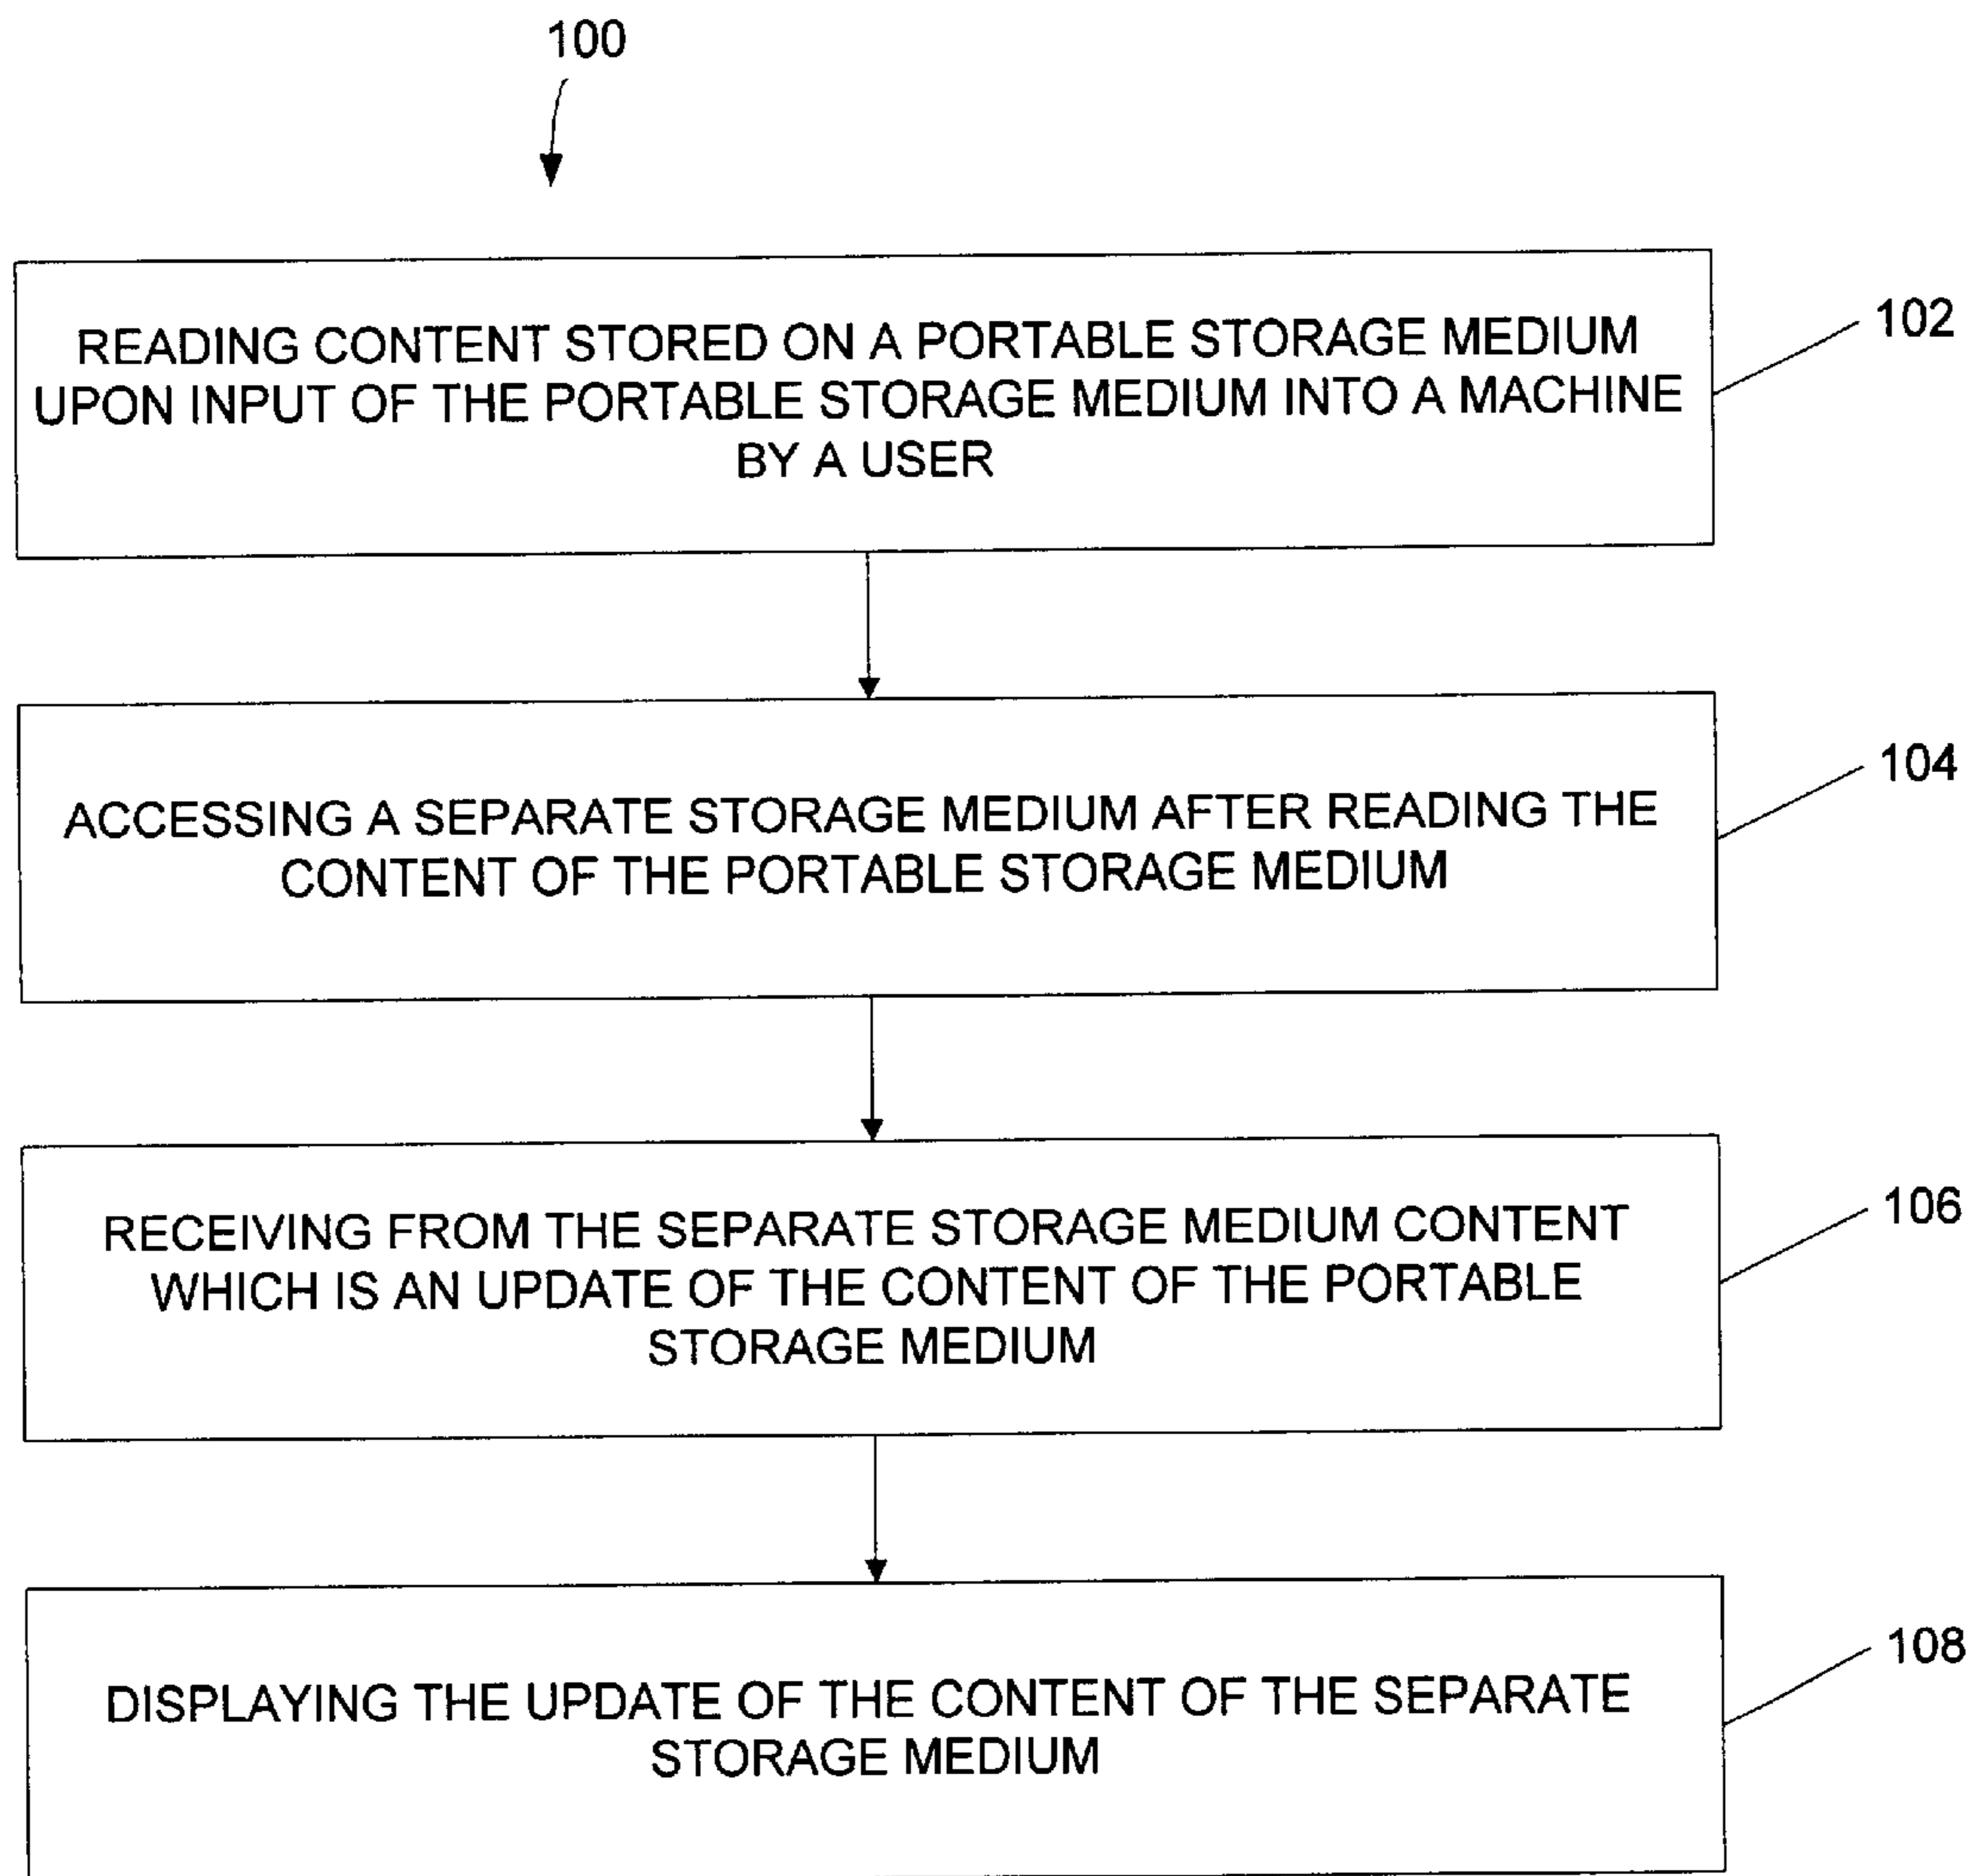 100
READING CONTENT STORED ON A PORTABLE STORAGE MEDIUM
UPON INPUT OF THE PORTABLE STORAGE MEDIUM INTO A MACHINE
BY A USER
102
ACCESSING A SEPARATE STORAGE MEDIUM AFTER READING THE
CONTENT OF THE PORTABLE STORAGE MEDIUM
104
RECEIVING FROM THE SEPARATE STORAGE MEDIUM CONTENT
WHICH IS AN UPDATE OF THE CONTENT OF THE PORTABLE
STORAGE MEDIUM
106
DISPLAYING THE UPDATE OF THE CONTENT OF THE SEPARATE
STORAGE MEDIUM
108